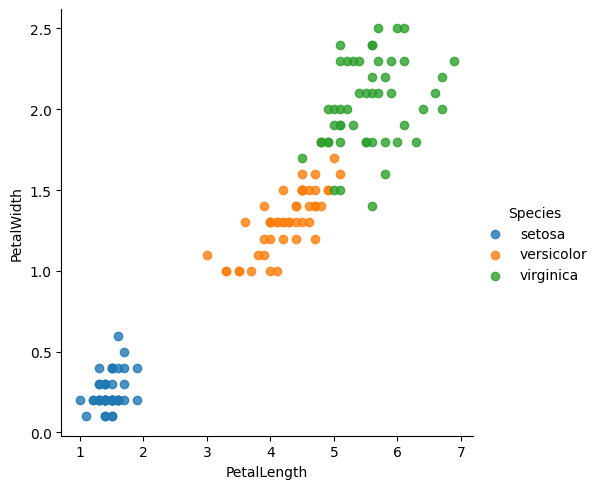 2.5
2.0
1.5
1.0
0.5
0.0
PetalWidth
1 2 3 4 5 6 7
PetalLength
Species
setosa
versicolor
virginica